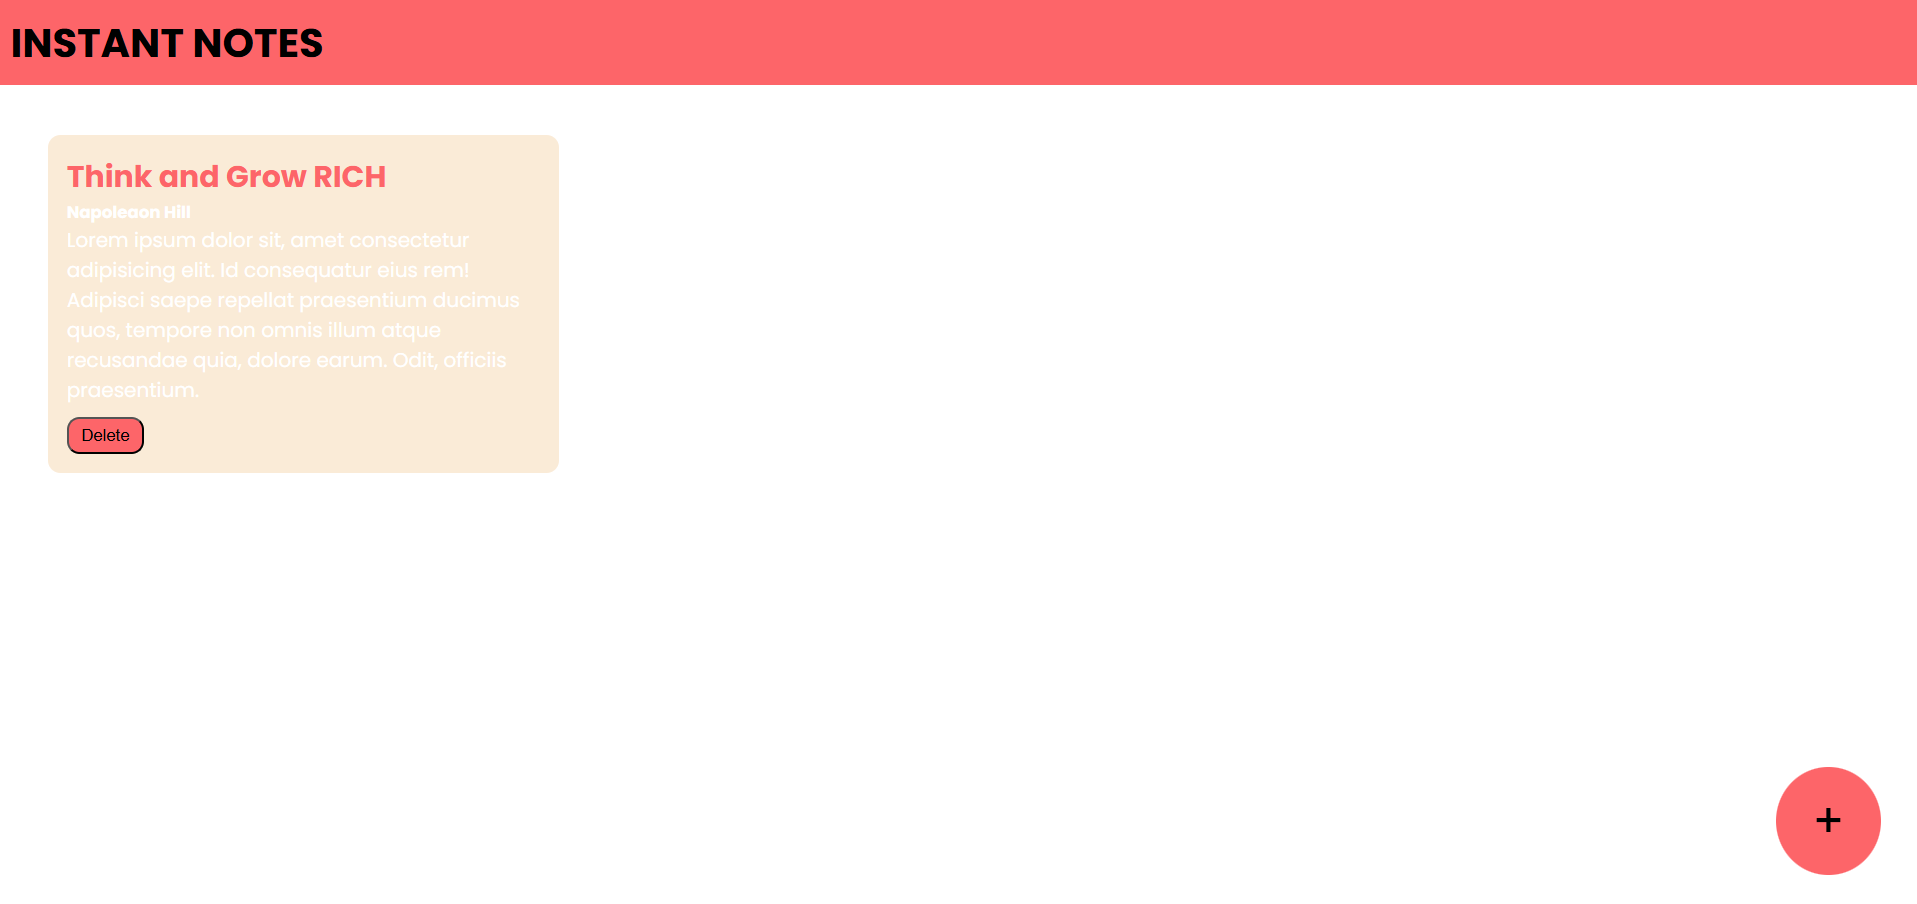 INSTANT NOTES
Think and Grow RICH
Napoleaon Hill
Lorem ipsum dolor sit, amet consectetur
adipisicing elit. Id consequatur eius rem!
Adipisci saepe repellat praesentium ducimus
quos, tempore non omnis illum atque
recusandae quia, dolore earum. Odit, officiis
praesentium.
Delete
+